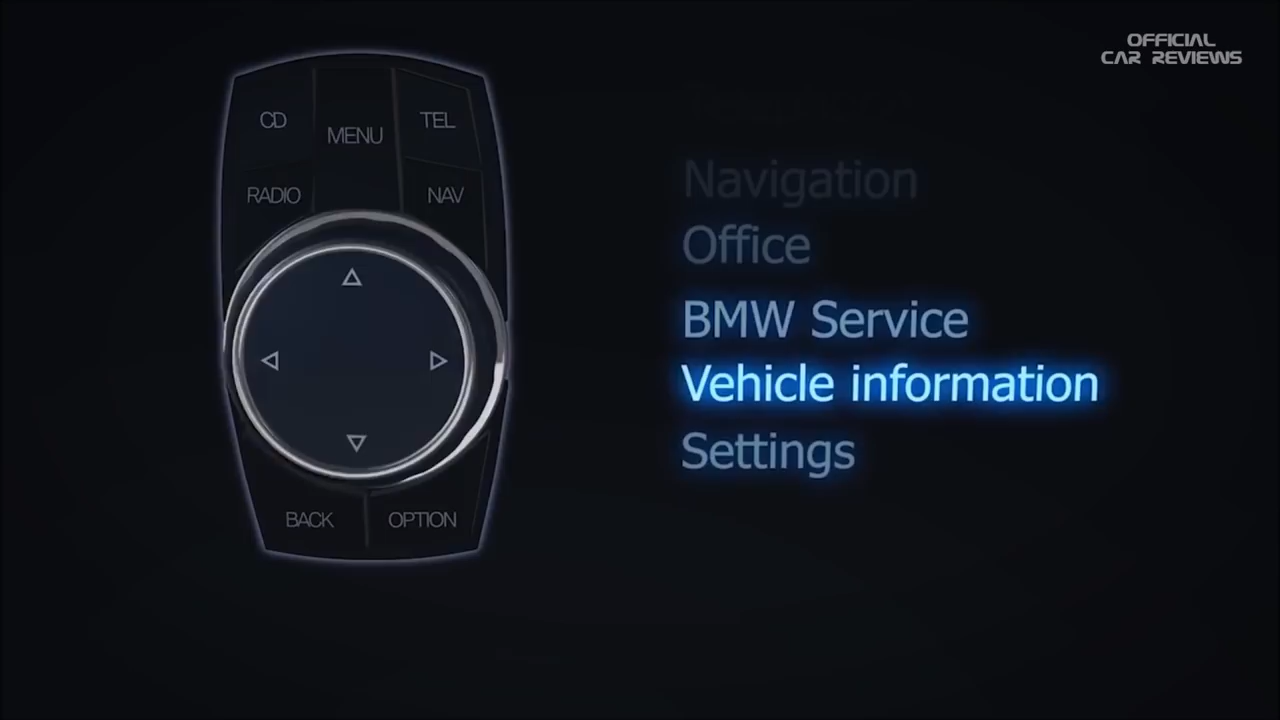 OFFICIAL
CAR REVIEWS
CD
MENU
TEL
RADIO
NAV
BACK
OPTION
Navigation
Office
BMW Service
Vehicle information
Settings